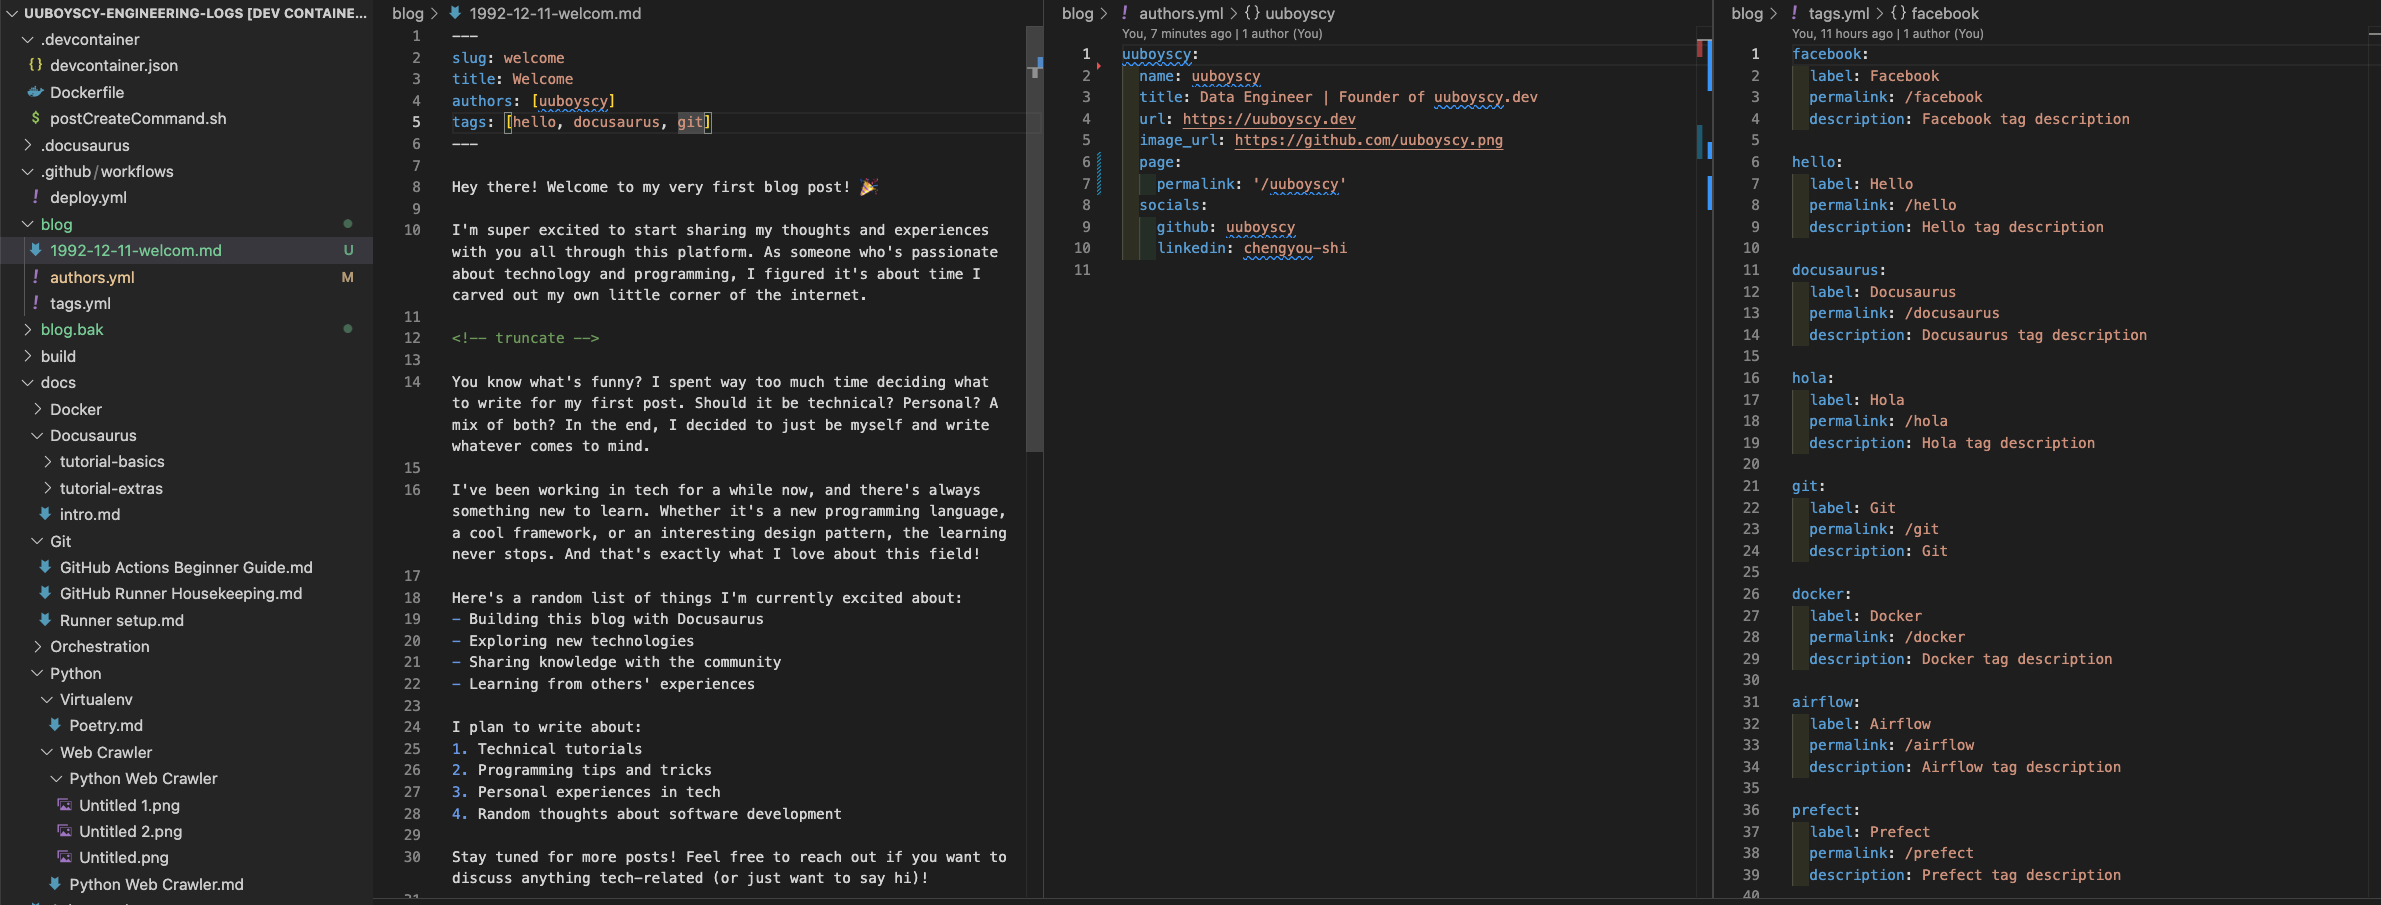 UUBOYSCY-ENGINEERING-LOGS [DEV CONTAINE...
.devcontainer
{} devcontainer.json
Dockerfile
$ postCreateCommand.sh
.docusaurus
.github/workflows
! deploy.yml
blog
1992-12-11-welcom.md U
! authors.yml M
! tags.yml
blog.bak
build
docs
Docker
Docusaurus
tutorial-basics
tutorial-extras
intro.md
Git
GitHub Actions Beginner Guide.md
GitHub Runner Housekeeping.md
Runner setup.md
Orchestration
Python
Virtualenv
Poetry.md
Web Crawler
Python Web Crawler
Untitled 1.png
Untitled 2.png
Untitled.png
Python Web Crawler.md
blog > 1992-12-11-welcom.md
1 ---
2 slug: welcome
3 title: Welcome
4 authors: [uuboyscy]
5 tags: [hello, docusaurus, git]
6 ---
7
8 Hey there! Welcome to my very first blog post! 🎉
9
10 I'm super excited to start sharing my thoughts and experiences
with you all through this platform. As someone who's passionate
about technology and programming, I figured it's about time I
carved out my own little corner of the internet.
11
12 <!-- truncate -->
13
14 You know what's funny? I spent way too much time deciding what
to write for my first post. Should it be technical? Personal? A
mix of both? In the end, I decided to just be myself and write
whatever comes to mind.
15
16 I've been working in tech for a while now, and there's always
something new to learn. Whether it's a new programming language,
a cool framework, or an interesting design pattern, the learning
never stops. And that's exactly what I love about this field!
17
18 Here's a random list of things I'm currently excited about:
19 - Building this blog with Docusaurus
20 - Exploring new technologies
21 - Sharing knowledge with the community
22 - Learning from others' experiences
23
24 I plan to write about:
25 1. Technical tutorials
26 2. Programming tips and tricks
27 3. Personal experiences in tech
28 4. Random thoughts about software development
29
30 Stay tuned for more posts! Feel free to reach out if you want to
discuss anything tech-related (or just want to say hi)!
31
blog > ! authors.yml > {} uuboyscy
You, 7 minutes ago | 1 author (You)
1 uuboyscy:
2 name: uuboyscy
3 title: Data Engineer | Founder of uuboyscy.dev
4 url: https://uuboyscy.dev
5 image_url: https://github.com/uuboyscy.png
6 page:
7 permalink: '/uuboyscy'
8 socials:
9 github: uuboyscy
10 linkedin: chengyou-shi
11
blog > ! tags.yml > {} facebook
You, 11 hours ago | 1 author (You)
1 facebook:
2 label: Facebook
3 permalink: /facebook
4 description: Facebook tag description
5
6 hello:
7 label: Hello
8 permalink: /hello
9 description: Hello tag description
10
11 docusaurus:
12 label: Docusaurus
13 permalink: /docusaurus
14 description: Docusaurus tag description
15
16 hola:
17 label: Hola
18 permalink: /hola
19 description: Hola tag description
20
21 git:
22 label: Git
23 permalink: /git
24 description: Git
25
26 docker:
27 label: Docker
28 permalink: /docker
29 description: Docker tag description
30
31 airflow:
32 label: Airflow
33 permalink: /airflow
34 description: Airflow tag description
35
36 prefect:
37 label: Prefect
38 permalink: /prefect
39 description: Prefect tag description
40